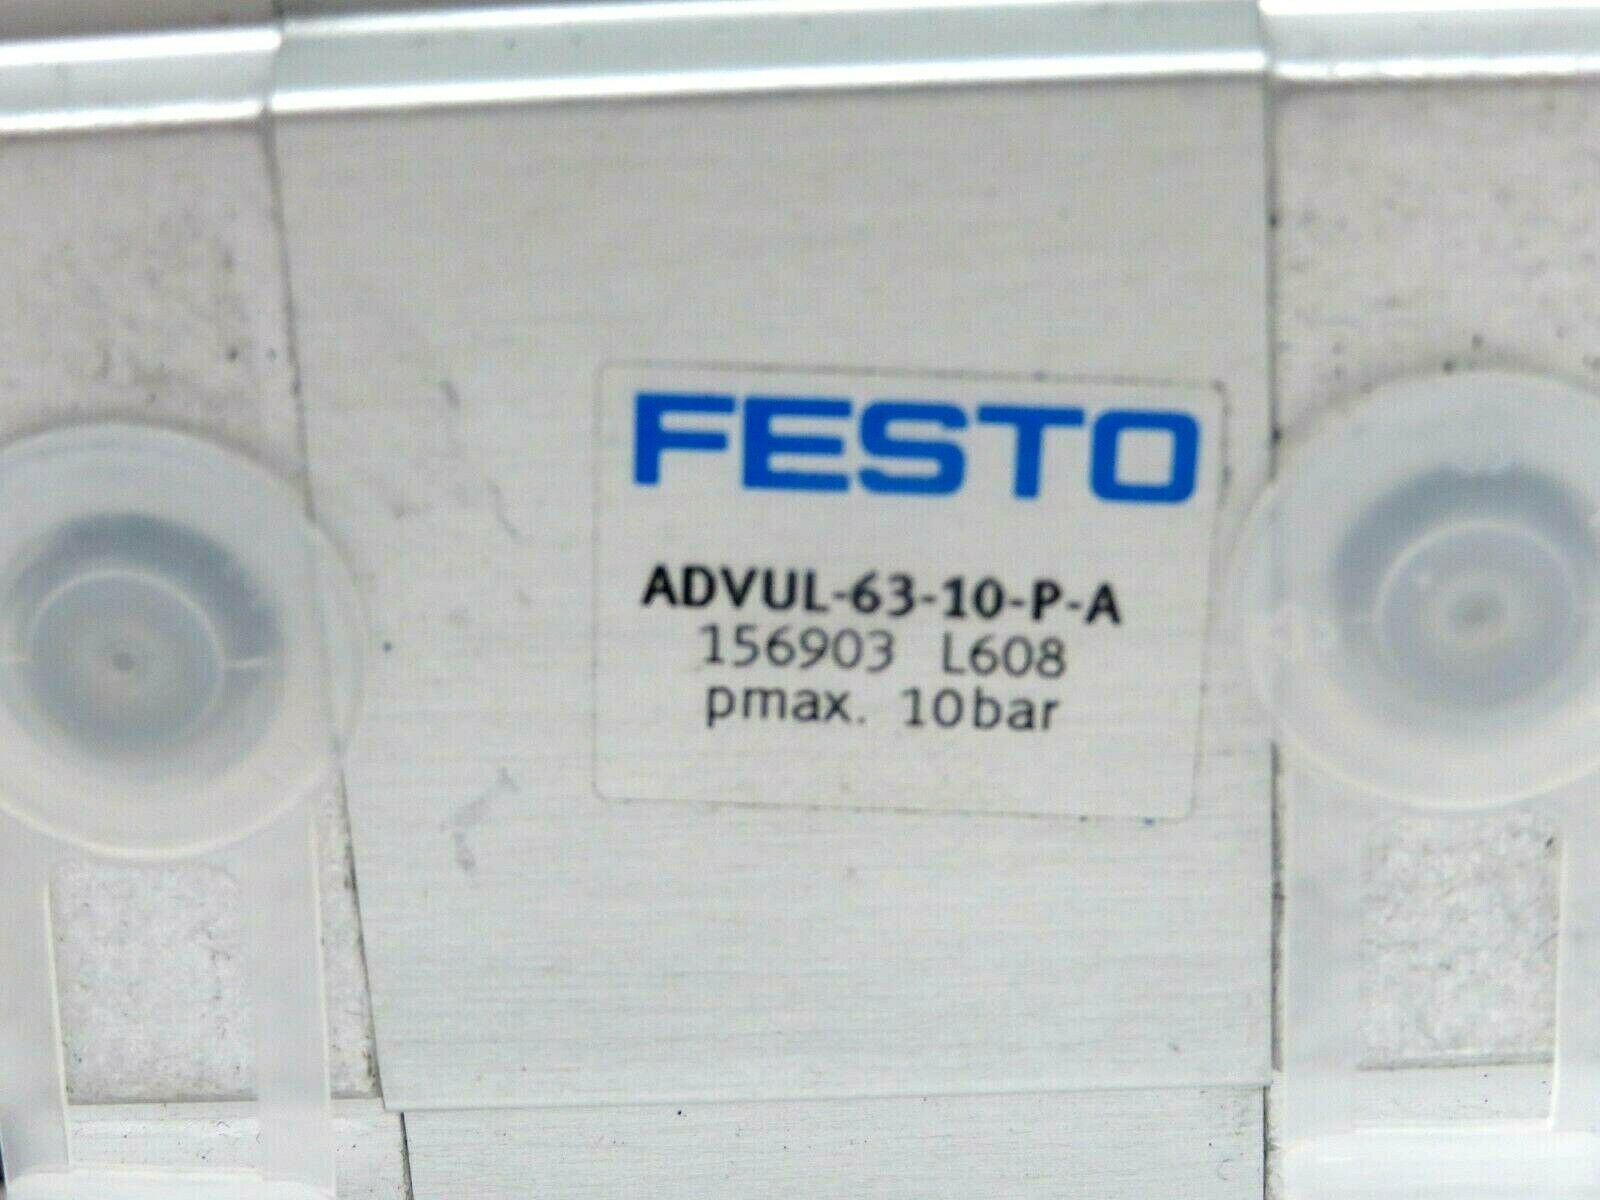 FESTO
ADVUL-63-10-P-A
156903 L608
pmax. 10bar